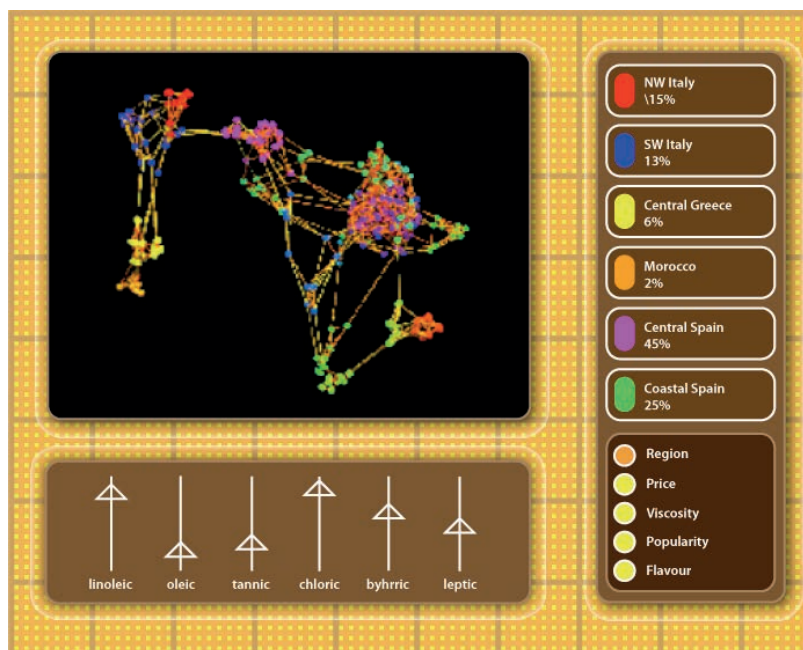 NW Italy
\15%
SW Italy
13%
Central Greece
6%
Morocco
2%
Central Spain
45%
Coastal Spain
25%
Region
Price
Viscosity
Popularity
Flavour
linoleic oleic tannic chloric byhrric leptic